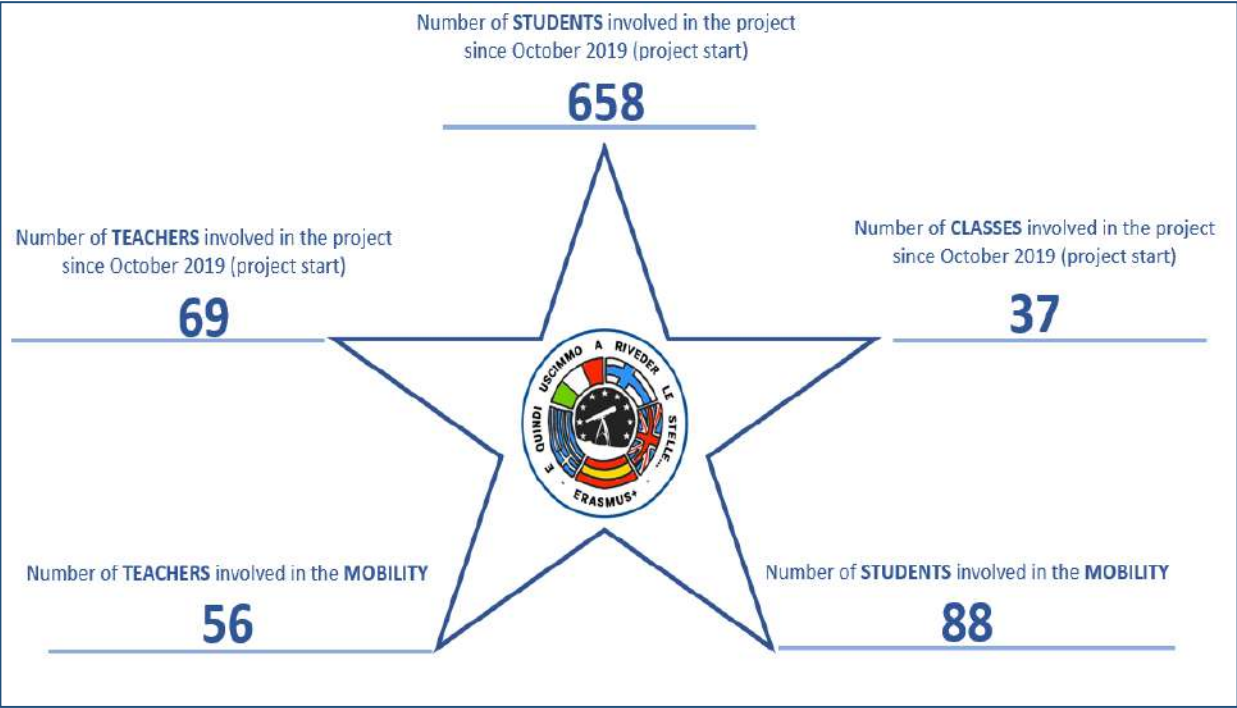 Number of STUDENTS involved in the project
since October 2019 (project start)
658
Number of TEACHERS involved in the project
since October 2019 (project start)
69
Number of CLASSES involved in the project
since October 2019 (project start)
37
E QUINDI USCIMMO A RIVEDER LE STELLE...
- ERASMUS+ -
Number of TEACHERS involved in the MOBILITY
56
Number of STUDENTS involved in the MOBILITY
88